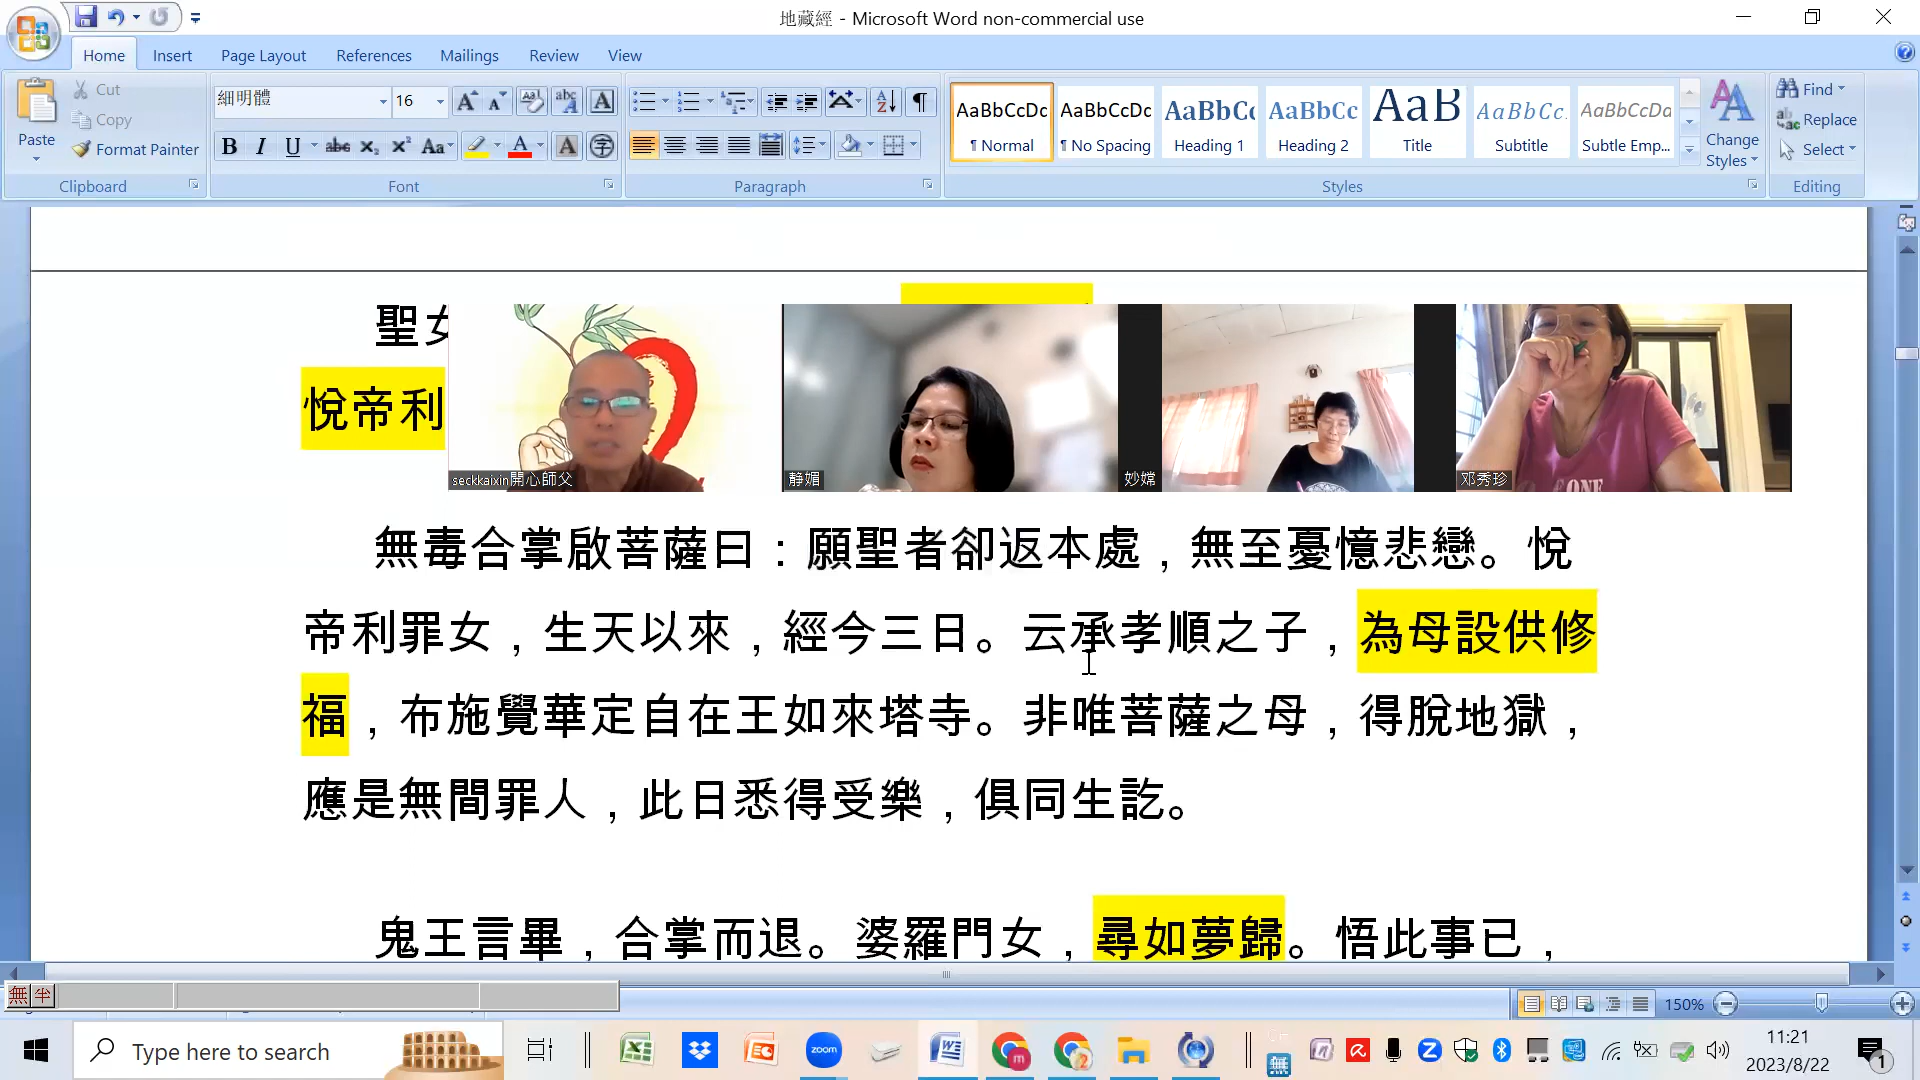 地藏經 - Microsoft Word non-commercial use
Home Insert Page Layout References Mailings Review View
Paste
Cut
Copy
Format Painter
Clipboard
細明體 16
Font
Paragraph
AaBbCcDc AaBbCcDc AaBbCc AaBbCc AaB AaBbCc. AaBbCcDa
¶ Normal ¶ No Spacing Heading 1 Heading 2 Title Subtitle Subtle Emp...
Styles
Change Styles
Find
Replace
Select
Editing
聖女
悅帝利
seckkaixin開心師父 静媚 妙嫦 邓秀珍
無毒合掌啟菩薩曰：願聖者卻返本處，無至憂憶悲戀。悅
帝利罪女，生天以來，經今三日。云承孝順之子，為母設供修
福，布施覺華定自在王如來塔寺。非唯菩薩之母，得脫地獄，
應是無間罪人，此日悉得受樂，俱同生訖。
鬼王言畢，合掌而退。婆羅門女，尋如夢歸。悟此事已，
無 半
150%
Type here to search
zoom
11:21
2023/8/22
1